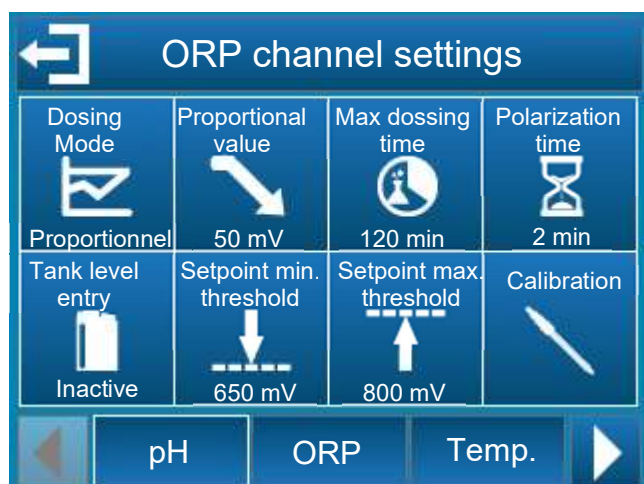 ORP channel settings
Dosing
Mode
Proportionnel
Proportional
value
50 mV
Max dossing
time
120 min
Polarization
time
2 min
Tank level
entry
Inactive
Setpoint min.
threshold
650 mV
Setpoint max.
threshold
800 mV
Calibration
pH
ORP
Temp.